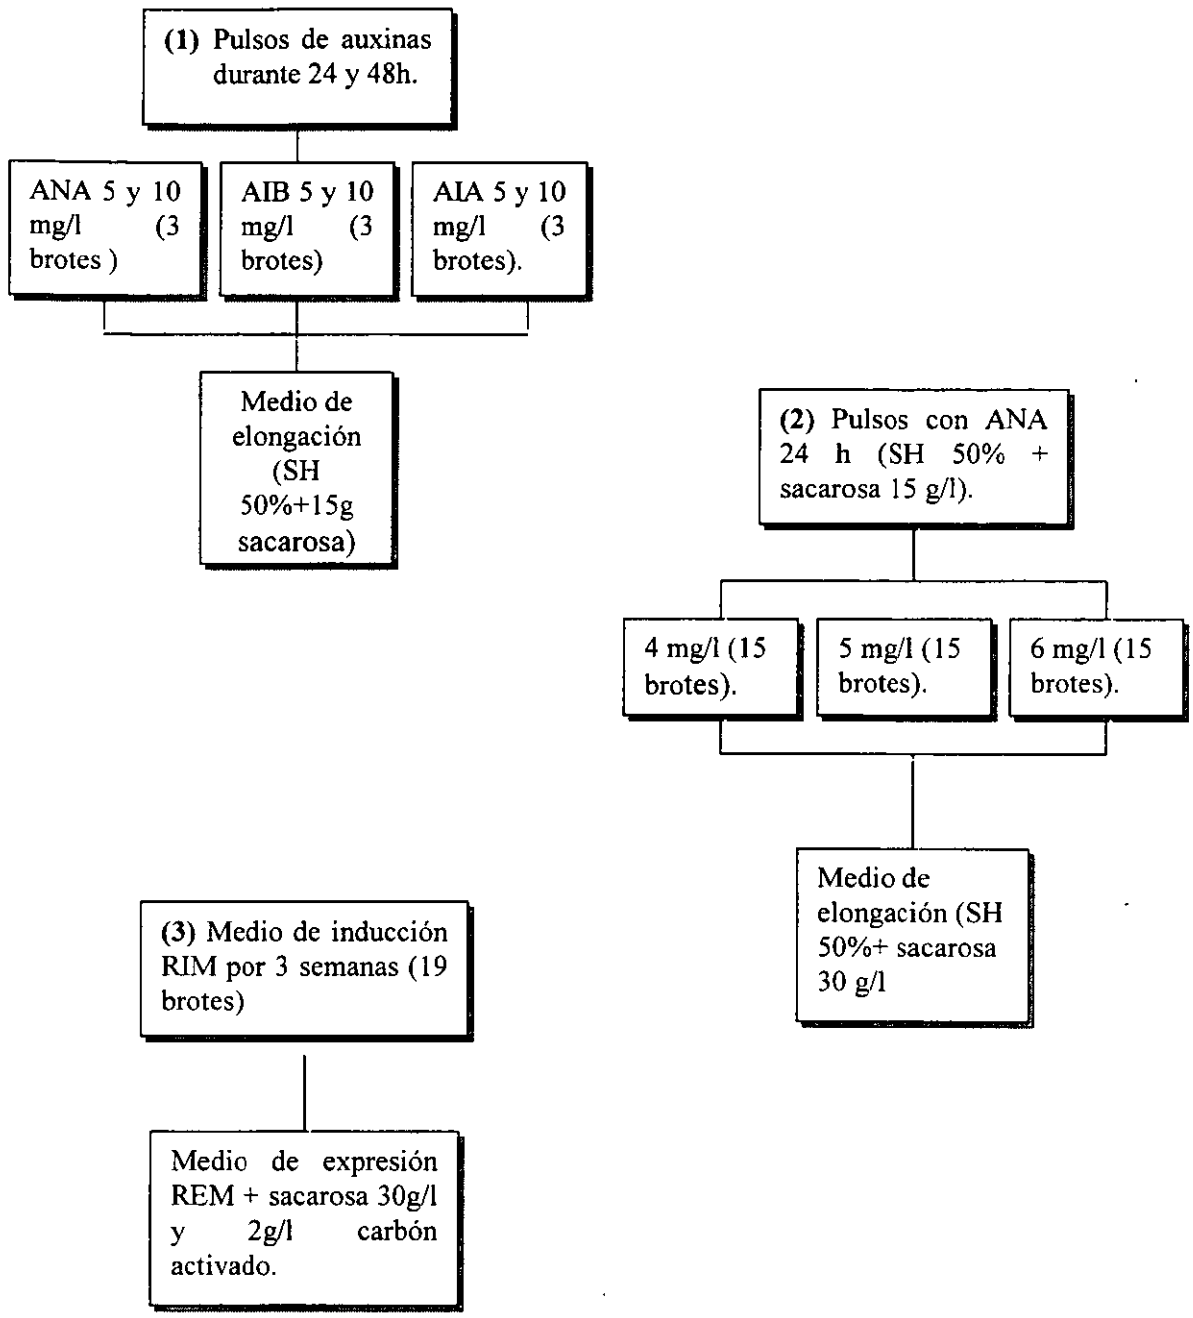 (1) Pulsos de auxinas
durante 24 y 48h.
ANA 5 y 10
mg/l (3
brotes )
AIB 5 y 10
mg/l (3
brotes)
AIA 5 y 10
mg/l (3
brotes).
Medio de
elongación
(SH
50%+15g
sacarosa)
(2) Pulsos con ANA
24 h (SH 50% +
sacarosa 15 g/l).
4 mg/l (15
brotes).
5 mg/l (15
brotes).
6 mg/l (15
brotes).
Medio de
elongación (SH
50%+ sacarosa
30 g/l
(3) Medio de inducción
RIM por 3 semanas (19
brotes)
Medio de expresión
REM + sacarosa 30g/l
y 2g/l carbón
activado.